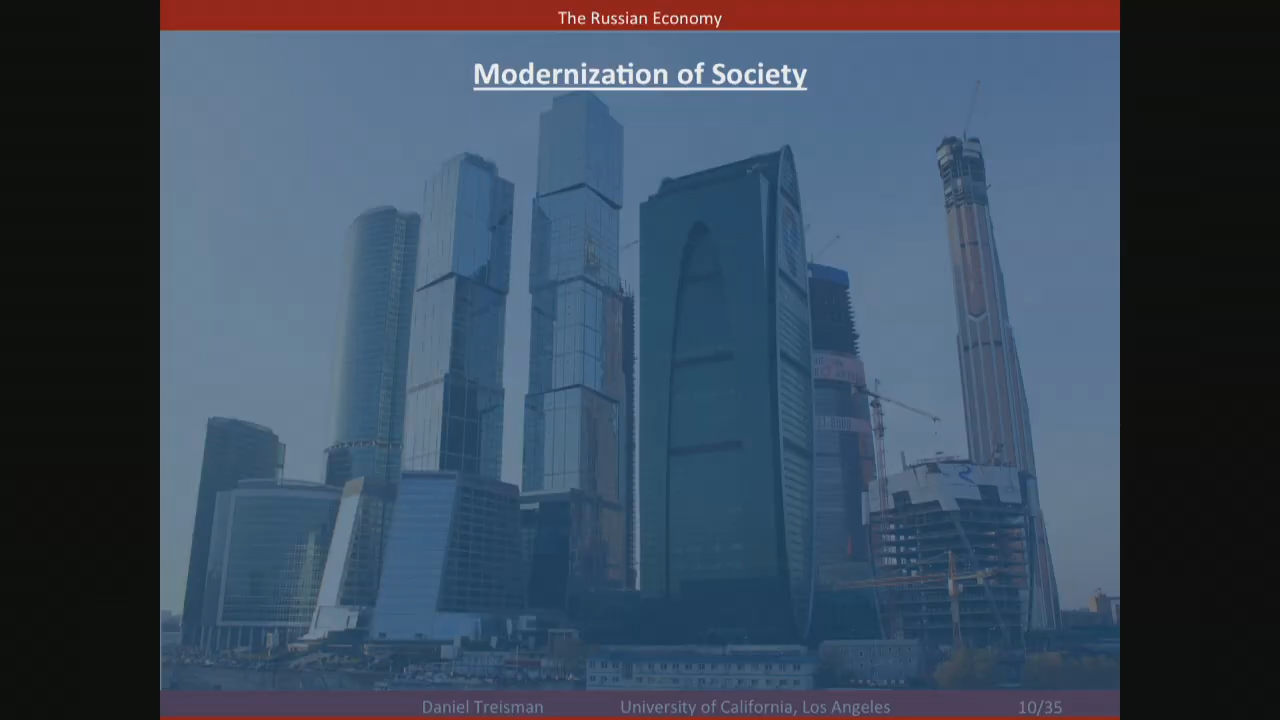 The Russian Economy
Modernization of Society
Daniel Treisman University of California, Los Angeles 10/35